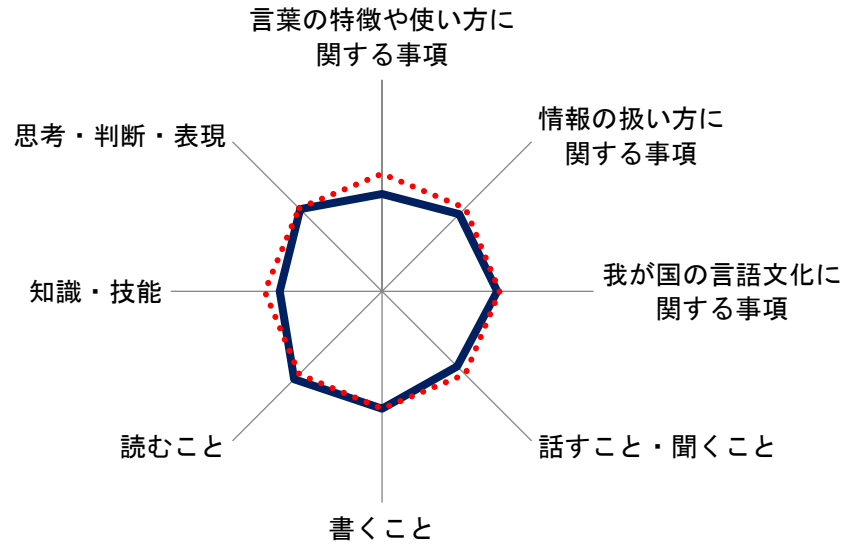 言葉の特徴や使い方に
関する事項
情報の扱い方に
関する事項
我が国の言語文化に
関する事項
話すこと・聞くこと
書くこと
読むこと
知識・技能
思考・判断・表現